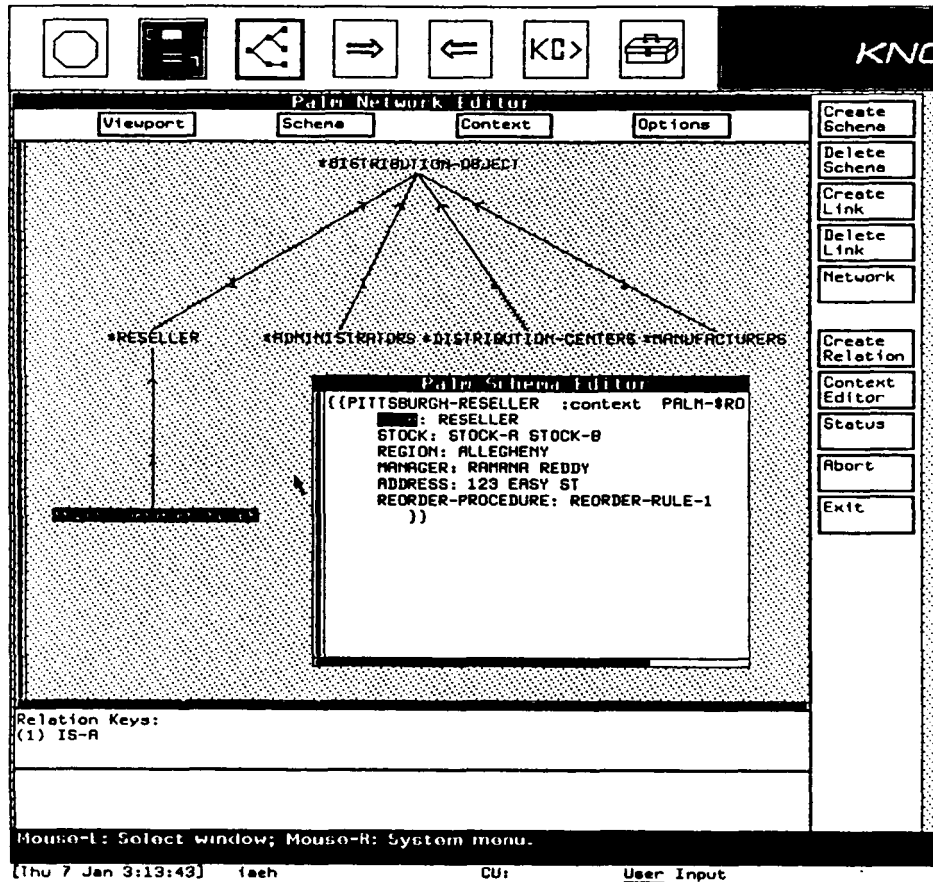 KC>
KNO
Palm Network Editor
Viewport Schema Context Options
*DISTRIBUTION-OBJECT
*RESELLER *ADMINISTRATORS *DISTRIBUTION-CENTERS *MANUFACTURERS
Palm Schema Editor
{{PITTSBURGH-RESELLER :context PALM-$RO
: RESELLER
STOCK: STOCK-A STOCK-B
REGION: ALLEGHENY
MANAGER: RAMANA REDDY
ADDRESS: 123 EASY ST
REORDER-PROCEDURE: REORDER-RULE-1
}}
Create
Schema
Delete
Schema
Create
Link
Delete
Link
Network
Create
Relation
Context
Editor
Status
Abort
Exit
Relation Keys:
(1) IS-A
Mouse-L: Select window; Mouse-R: System menu.
[Thu 7 Jan 3:13:43] CU: User Input